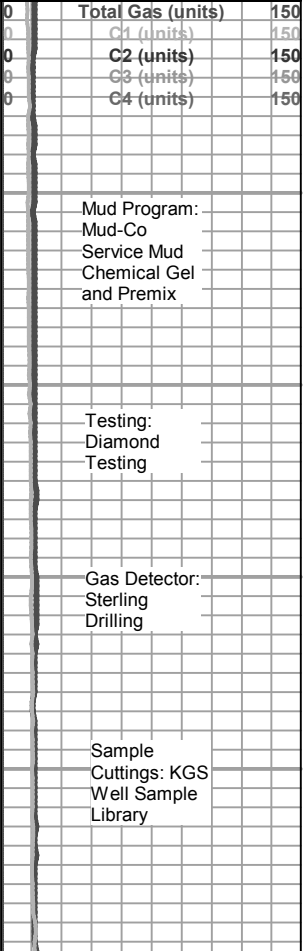 0 Total Gas (units) 150
0 C1 (units) 150
0 C2 (units) 150
0 C3 (units) 150
0 C4 (units) 150
Mud Program:
Mud-Co
Service Mud
Chemical Gel
and Premix
Testing:
Diamond
Testing
Gas Detector:
Sterling
Drilling
Sample
Cuttings: KGS
Well Sample
Library